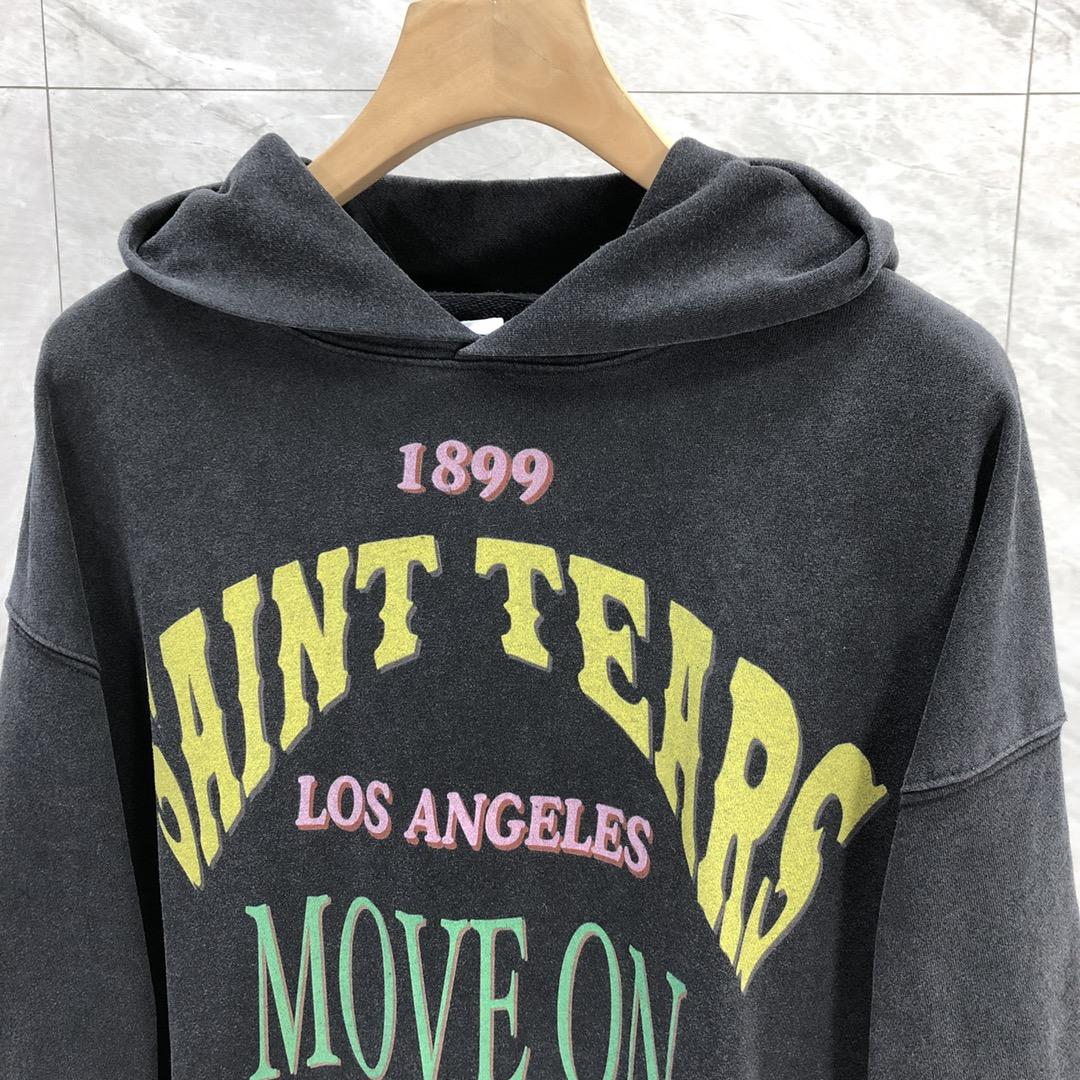 1899
SAINT TEARS
LOS ANGELES
MOVE ON